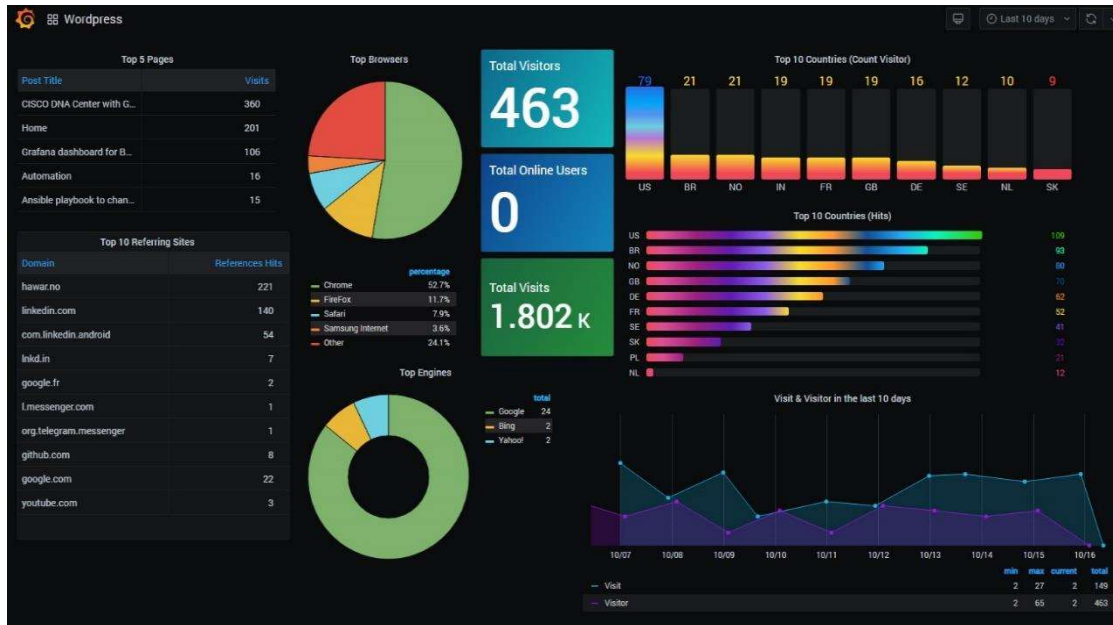 Wordpress
Last 10 days
Top 5 Pages
Post Title Visits
CISCO DNA Center with G... 360
Home 201
Grafana dashboard for B... 106
Automation 16
Ansible playbook to chan... 15
Top 10 Referring Sites
Domain References Hits
hawar.no 221
linkedin.com 140
com.linkedin.android 54
lnkd.in 7
google.fr 2
l.messenger.com 1
org.telegram.messenger 1
github.com 8
google.com 22
youtube.com 3
Top Browsers
percentage
Chrome 52.7%
FireFox 11.7%
Safari 7.9%
Samsung Internet 3.6%
Other 24.1%
Top Engines
total
Google 24
Bing 2
Yahoo! 2
Total Visitors
463
Total Online Users
0
Total Visits
1.802 K
Top 10 Countries (Count Visitor)
79 21 21 19 19 19 16 12 10 9
US BR NO IN FR GB DE SE NL SK
Top 10 Countries (Hits)
US 109
BR 93
NO 80
GB 70
DE 62
FR 52
SE 41
SK 32
PL 21
NL 12
Visit & Visitor in the last 10 days
10/07 10/08 10/09 10/10 10/11 10/12 10/13 10/14 10/15 10/16
min max current total
Visit 2 27 2 149
Visitor 2 65 2 463